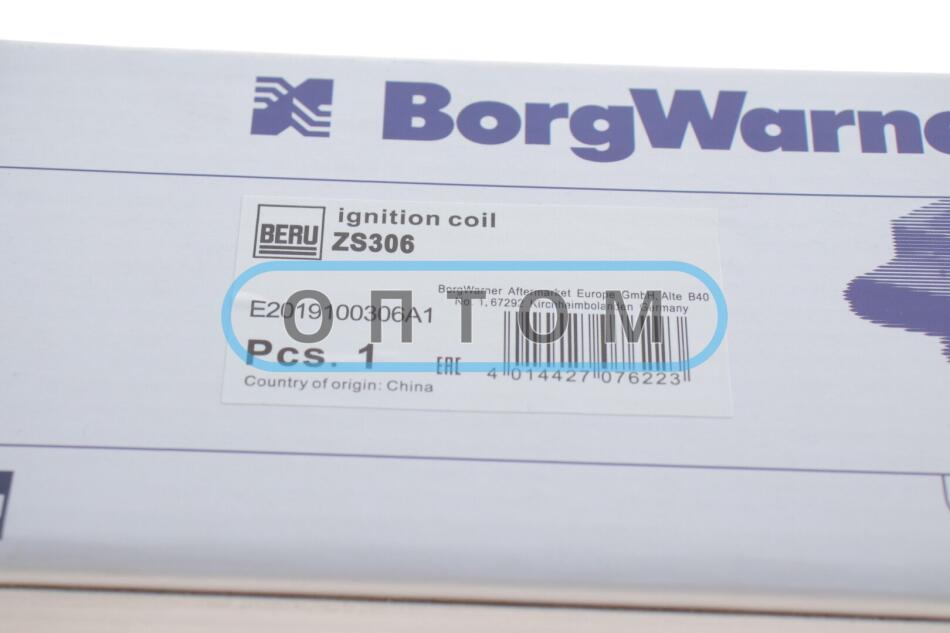 BorgWarne
BERU
ignition coil
ZS306
BorgWarner Aftermarket Europe GmbH, Alte B40
No. 1, 67292 Kirchheimbolanden Germany
E2019100306A1
ОПТОМ
Pcs. 1
EAC
4 014427 076223
Country of origin: China